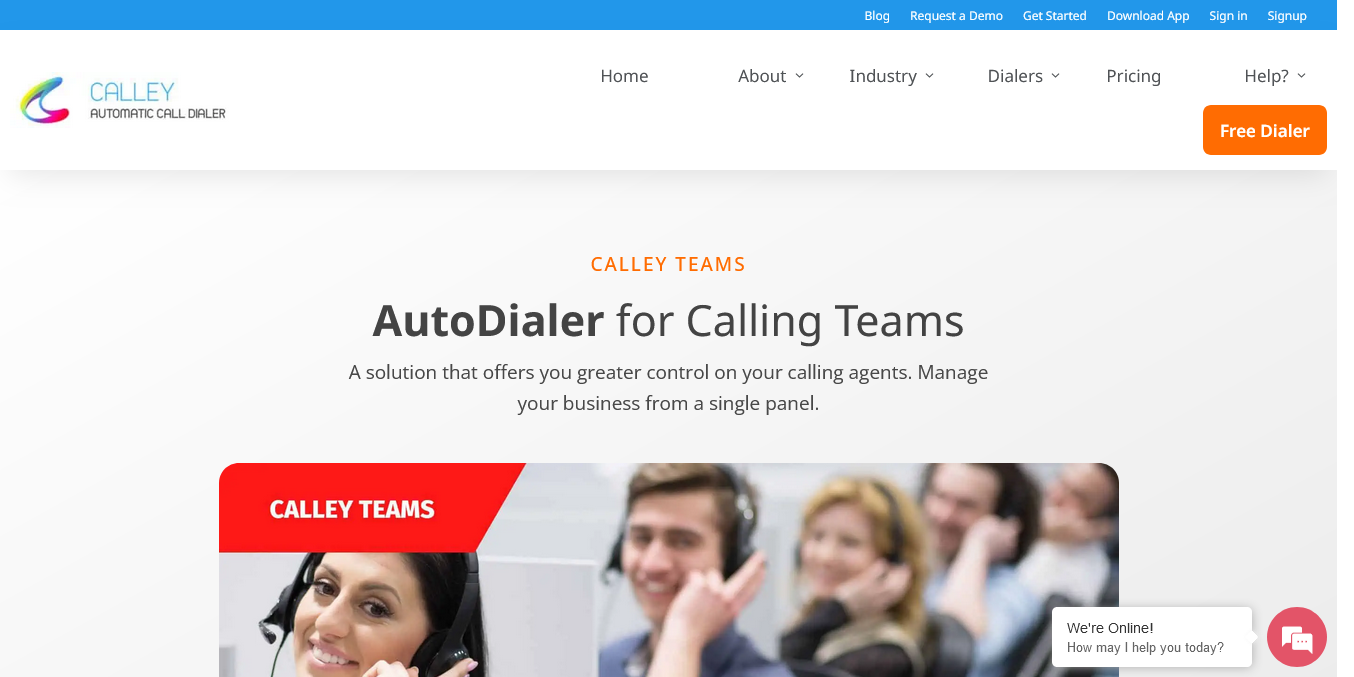 Blog Request a Demo Get Started Download App Sign in Signup
CALLEY
AUTOMATIC CALL DIALER
Home About Industry Dialers Pricing Help?
Free Dialer
CALLEY TEAMS
AutoDialer for Calling Teams
A solution that offers you greater control on your calling agents. Manage
your business from a single panel.
CALLEY TEAMS
We're Online!
How may I help you today?